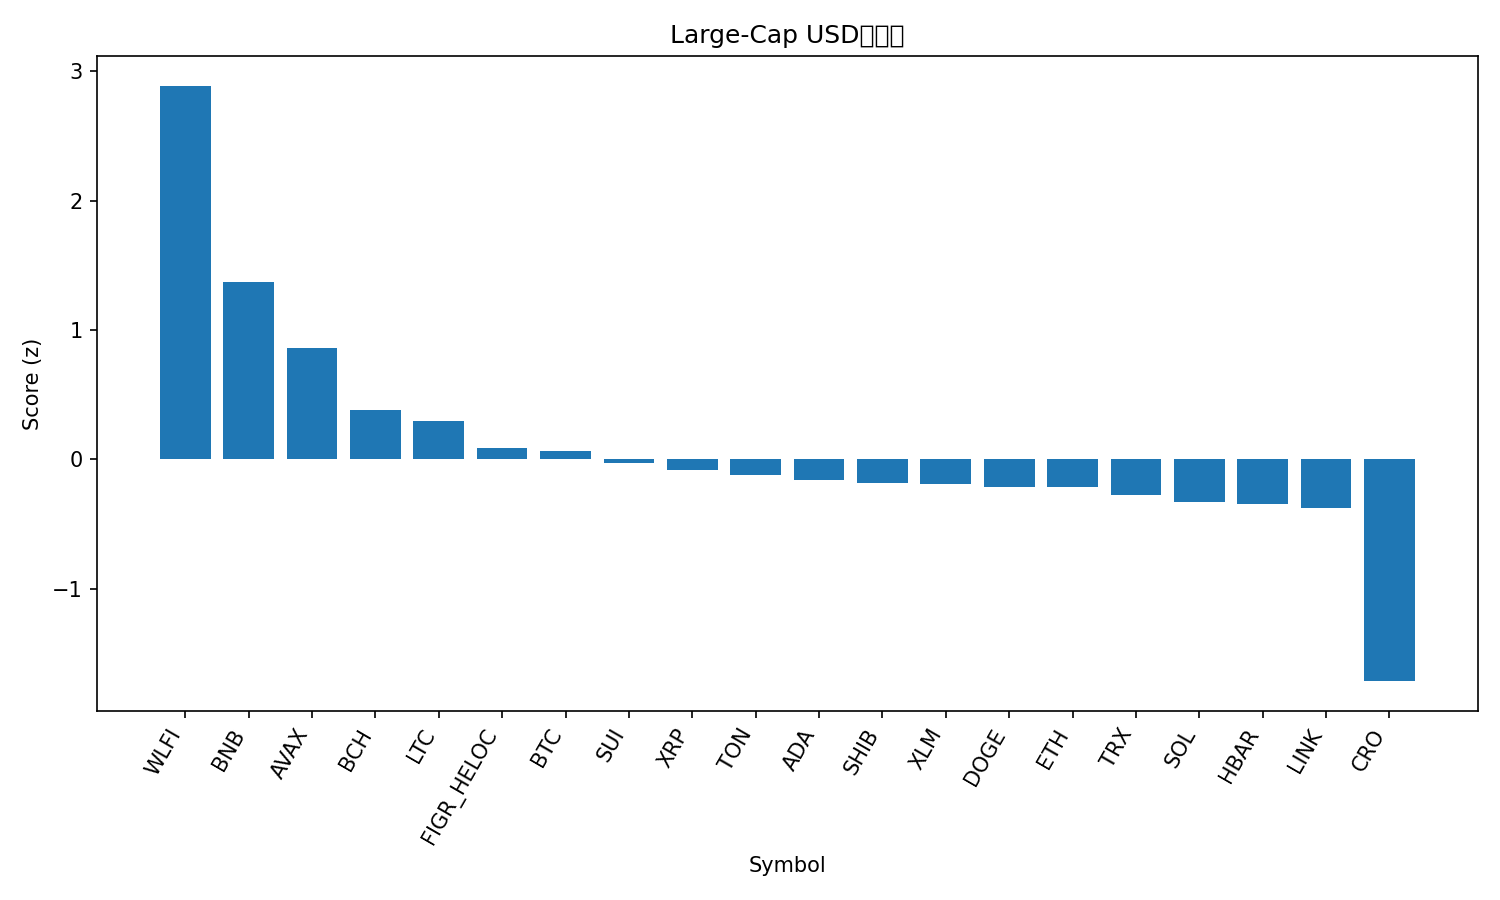 Large-Cap USD
3
2
1
0
−1
Score (z)
WLFI
BNB
AVAX
BCH
LTC
FIGR_HELOC
BTC
SUI
XRP
TON
ADA
SHIB
XLM
DOGE
ETH
TRX
SOL
HBAR
LINK
CRO
Symbol